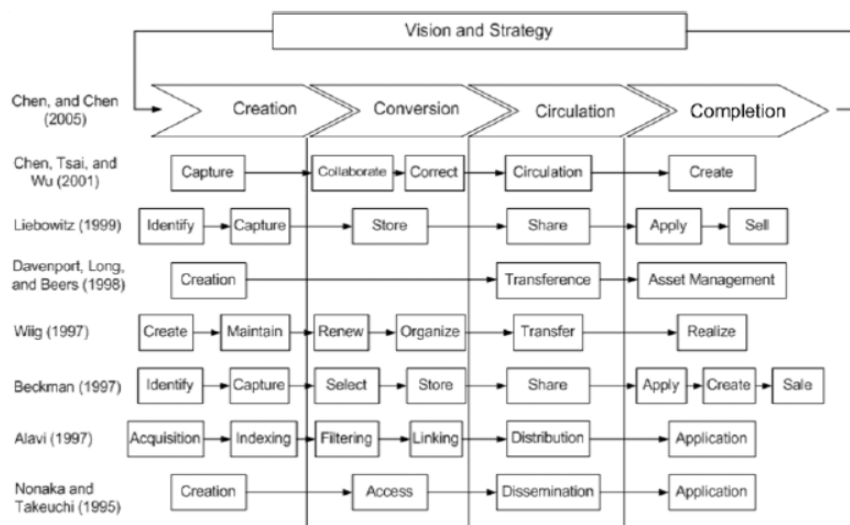 Vision and Strategy
Chen, and Chen
(2005)
Creation
Conversion
Circulation
Completion
Chen, Tsai, and
Wu (2001)
Capture
Collaborate
Correct
Circulation
Create
Liebowitz (1999)
Identify
Capture
Store
Share
Apply
Sell
Davenport, Long,
and Beers (1998)
Creation
Transference
Asset Management
Wiig (1997)
Create
Maintain
Renew
Organize
Transfer
Realize
Beckman (1997)
Identify
Capture
Select
Store
Share
Apply
Create
Sale
Alavi (1997)
Acquisition
Indexing
Filtering
Linking
Distribution
Application
Nonaka and
Takeuchi (1995)
Creation
Access
Dissemination
Application